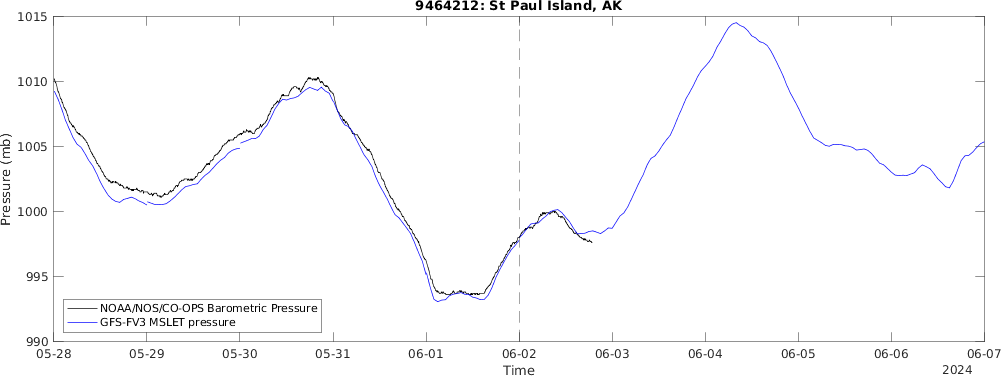 9464212: St Paul Island, AK
Pressure (mb)
1015
1010
1005
1000
995
990
NOAA/NOS/CO-OPS Barometric Pressure
GFS-FV3 MSLET pressure
05-28 05-29 05-30 05-31 06-01 06-02 06-03 06-04 06-05 06-06 06-07
Time
2024